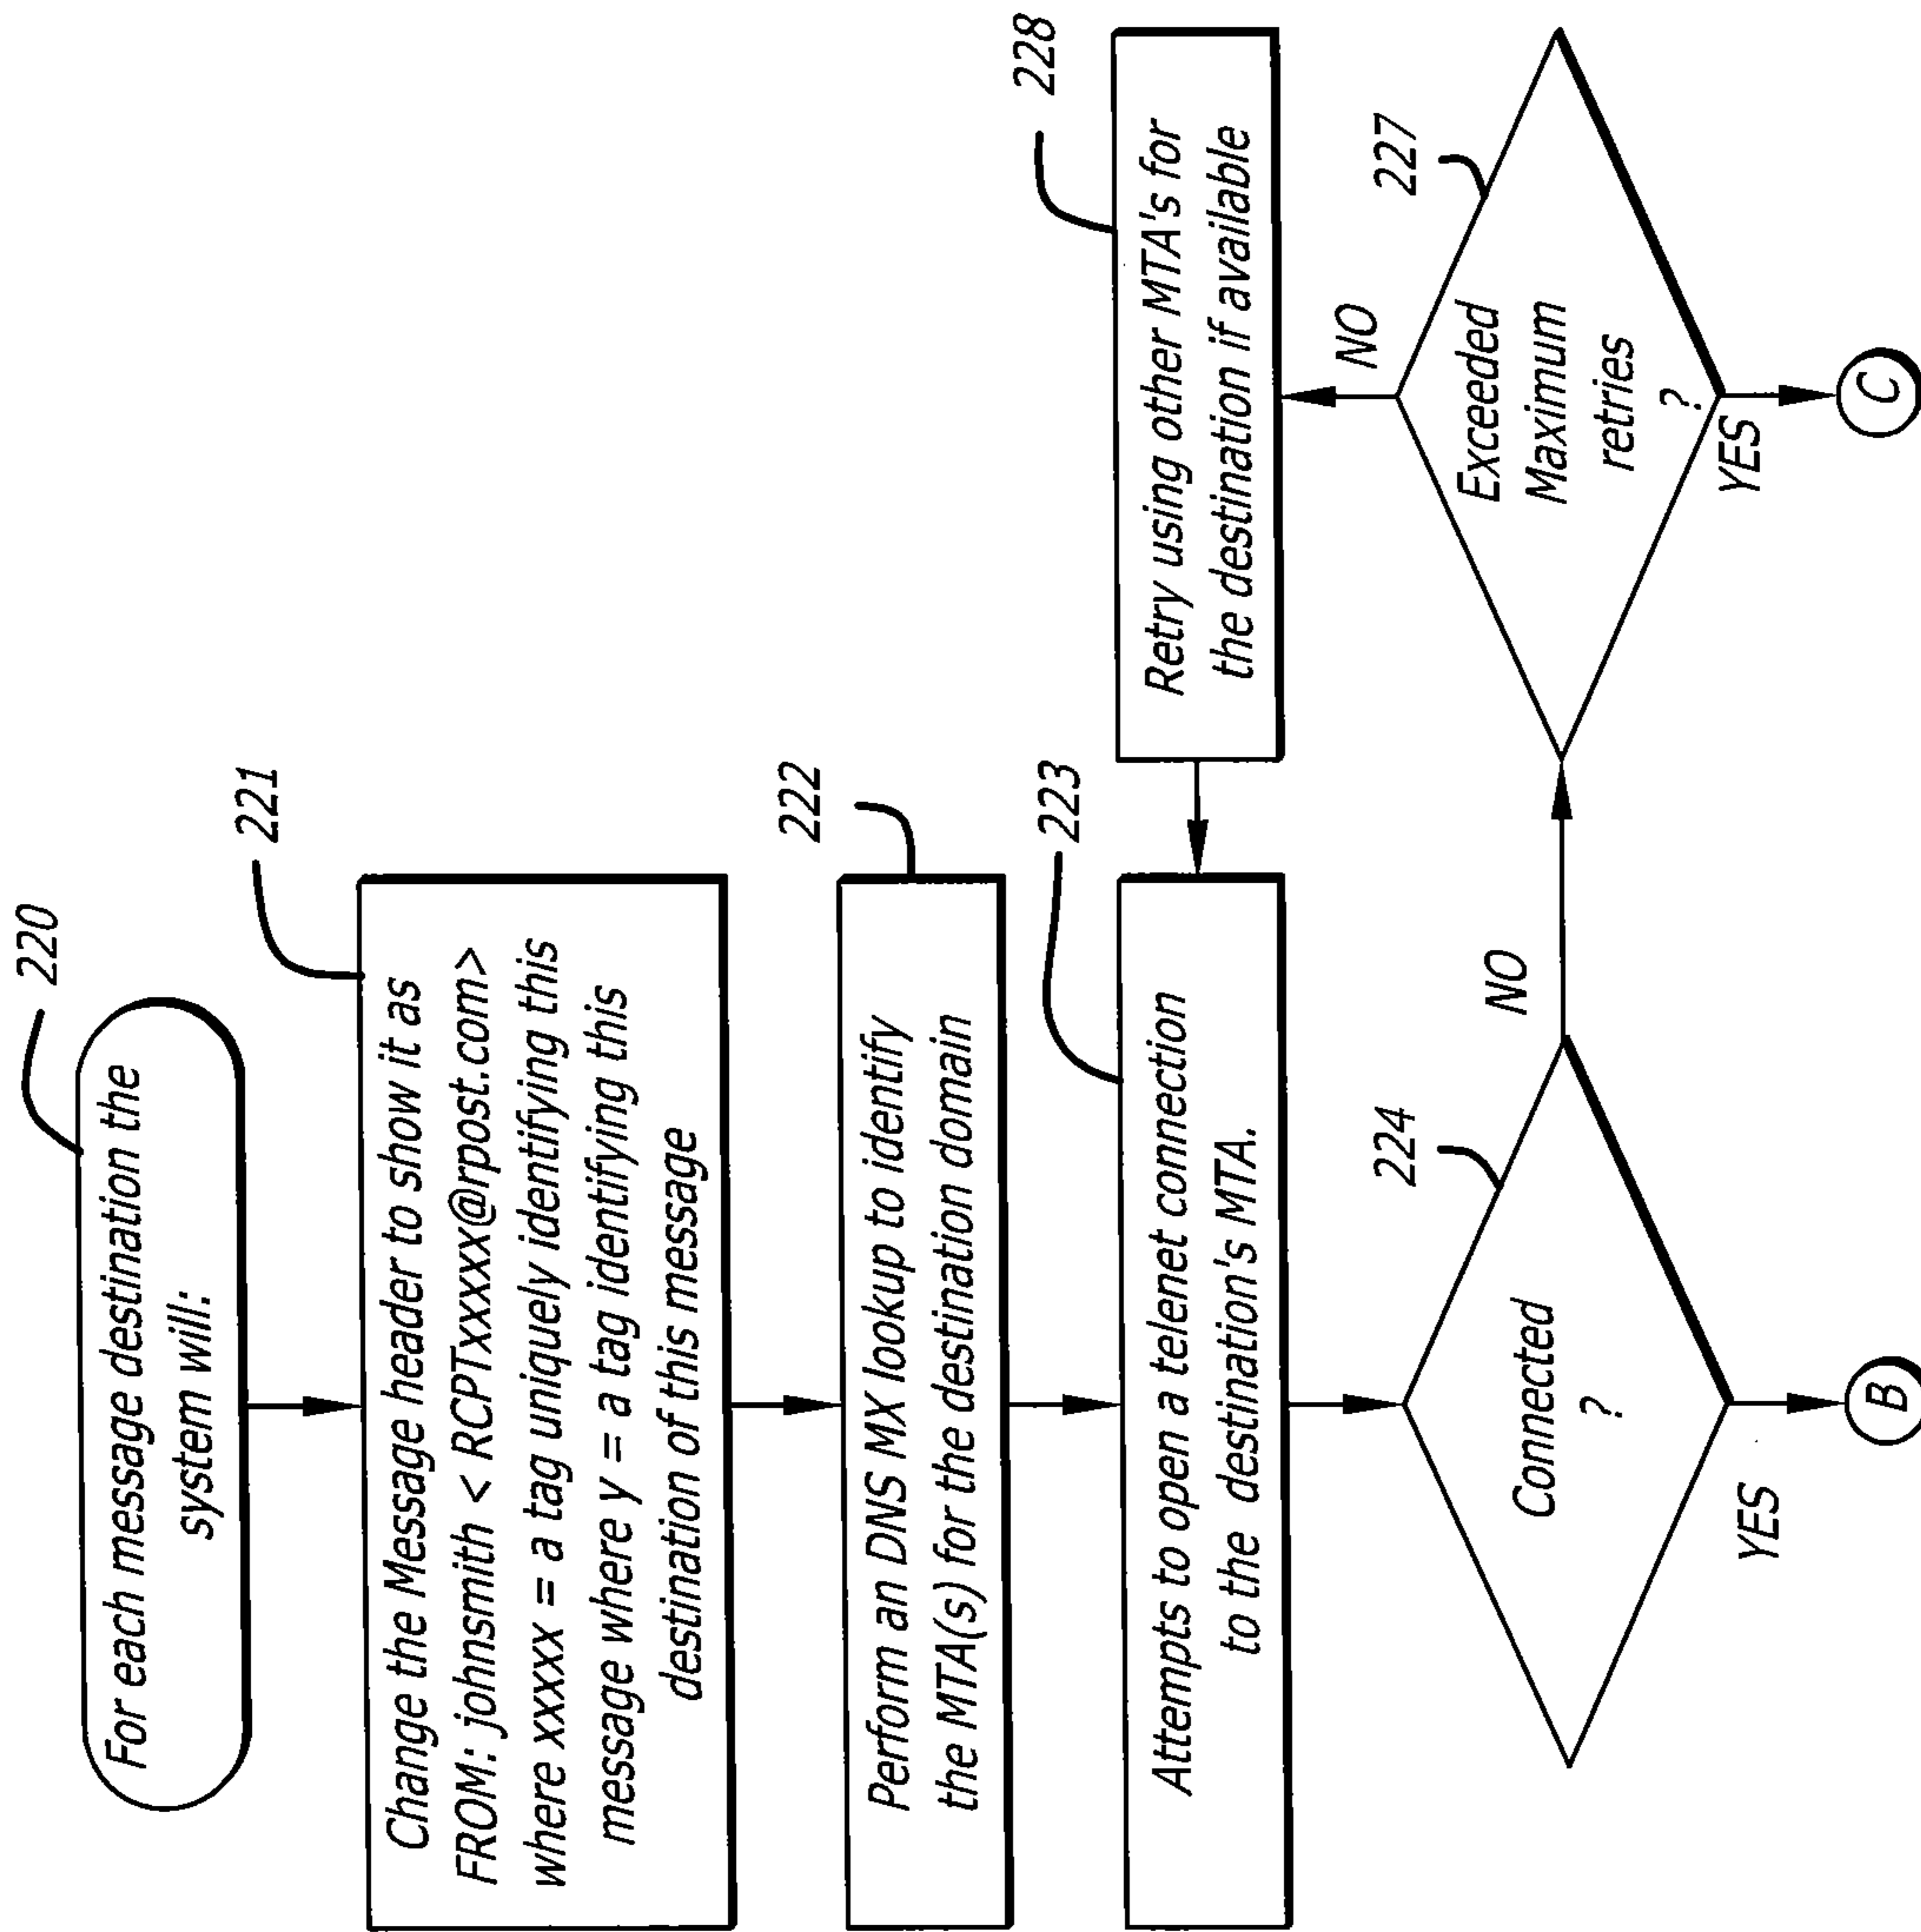 220
For each message destination the
system will:
221
Change the Message header to show it as
FROM: johnsmith < RCPTxxxxx@rpost.com>
where xxxxx = a tag uniquely identifying this
message where y = a tag identifying this
destination of this message
222
Perform an DNS MX lookup to identify
the MTA(s) for the destination domain
223
Attempts to open a telenet connection
to the destination's MTA.
228
Retry using other MTA's for
the destination if available
224
Connected
?
NO
YES
B
227
Exceeded
Maximum
retries
?
NO
YES
C